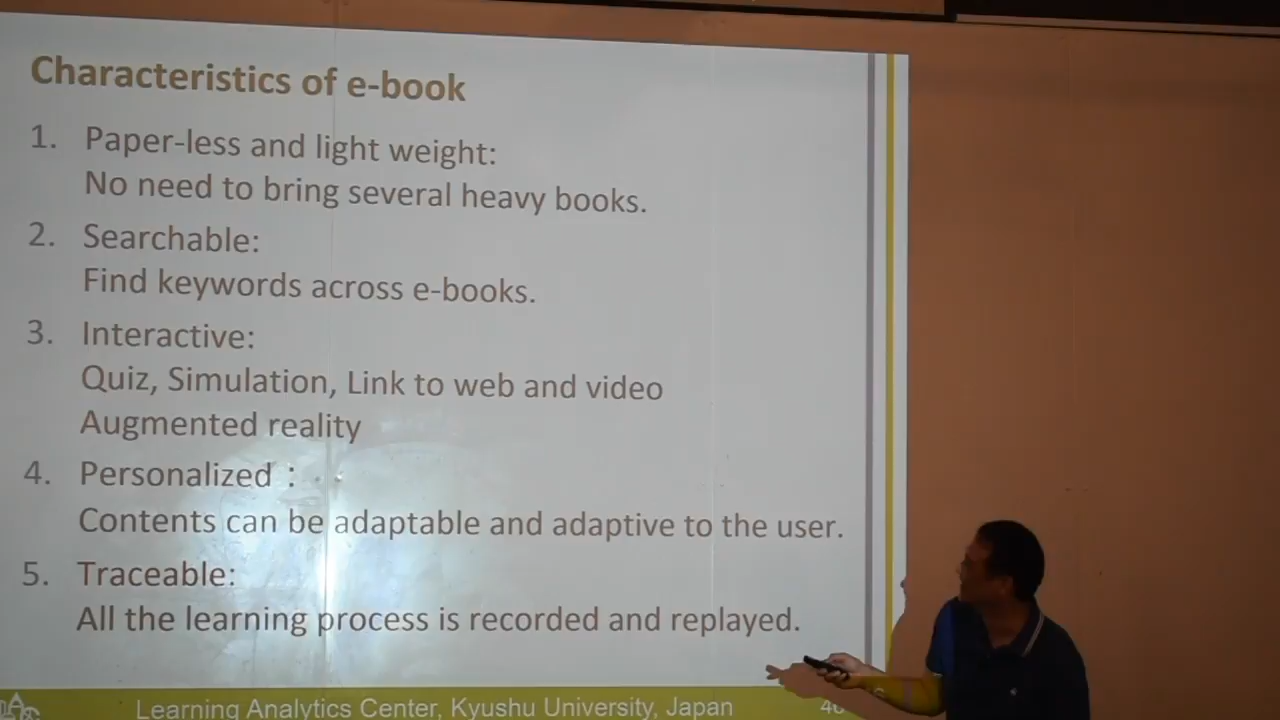 Characteristics of e-book
1. Paper-less and light weight:
No need to bring several heavy books.
2. Searchable:
Find keywords across e-books.
3. Interactive:
Quiz, Simulation, Link to web and video
Augmented reality
4. Personalized :
Contents can be adaptable and adaptive to the user.
5. Traceable:
All the learning process is recorded and replayed.
Learning Analytics Center, Kyushu University, Japan